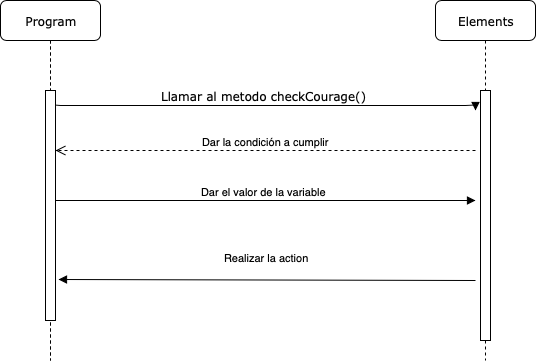 Program
Elements
Llamar al metodo checkCourage()
Dar la condición a cumplir
Dar el valor de la variable
Realizar la action